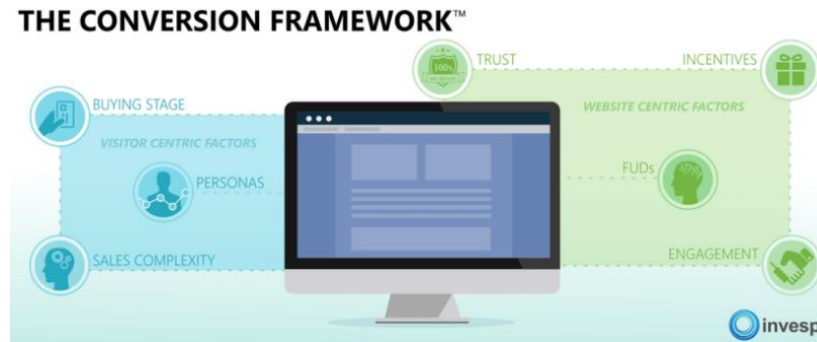 THE CONVERSION FRAMEWORK™
TRUST
INCENTIVES
BUYING STAGE
WEBSITE CENTRIC FACTORS
VISITOR CENTRIC FACTORS
100%
FUDs
PERSONAS
SALES COMPLEXITY
ENGAGEMENT
invesp